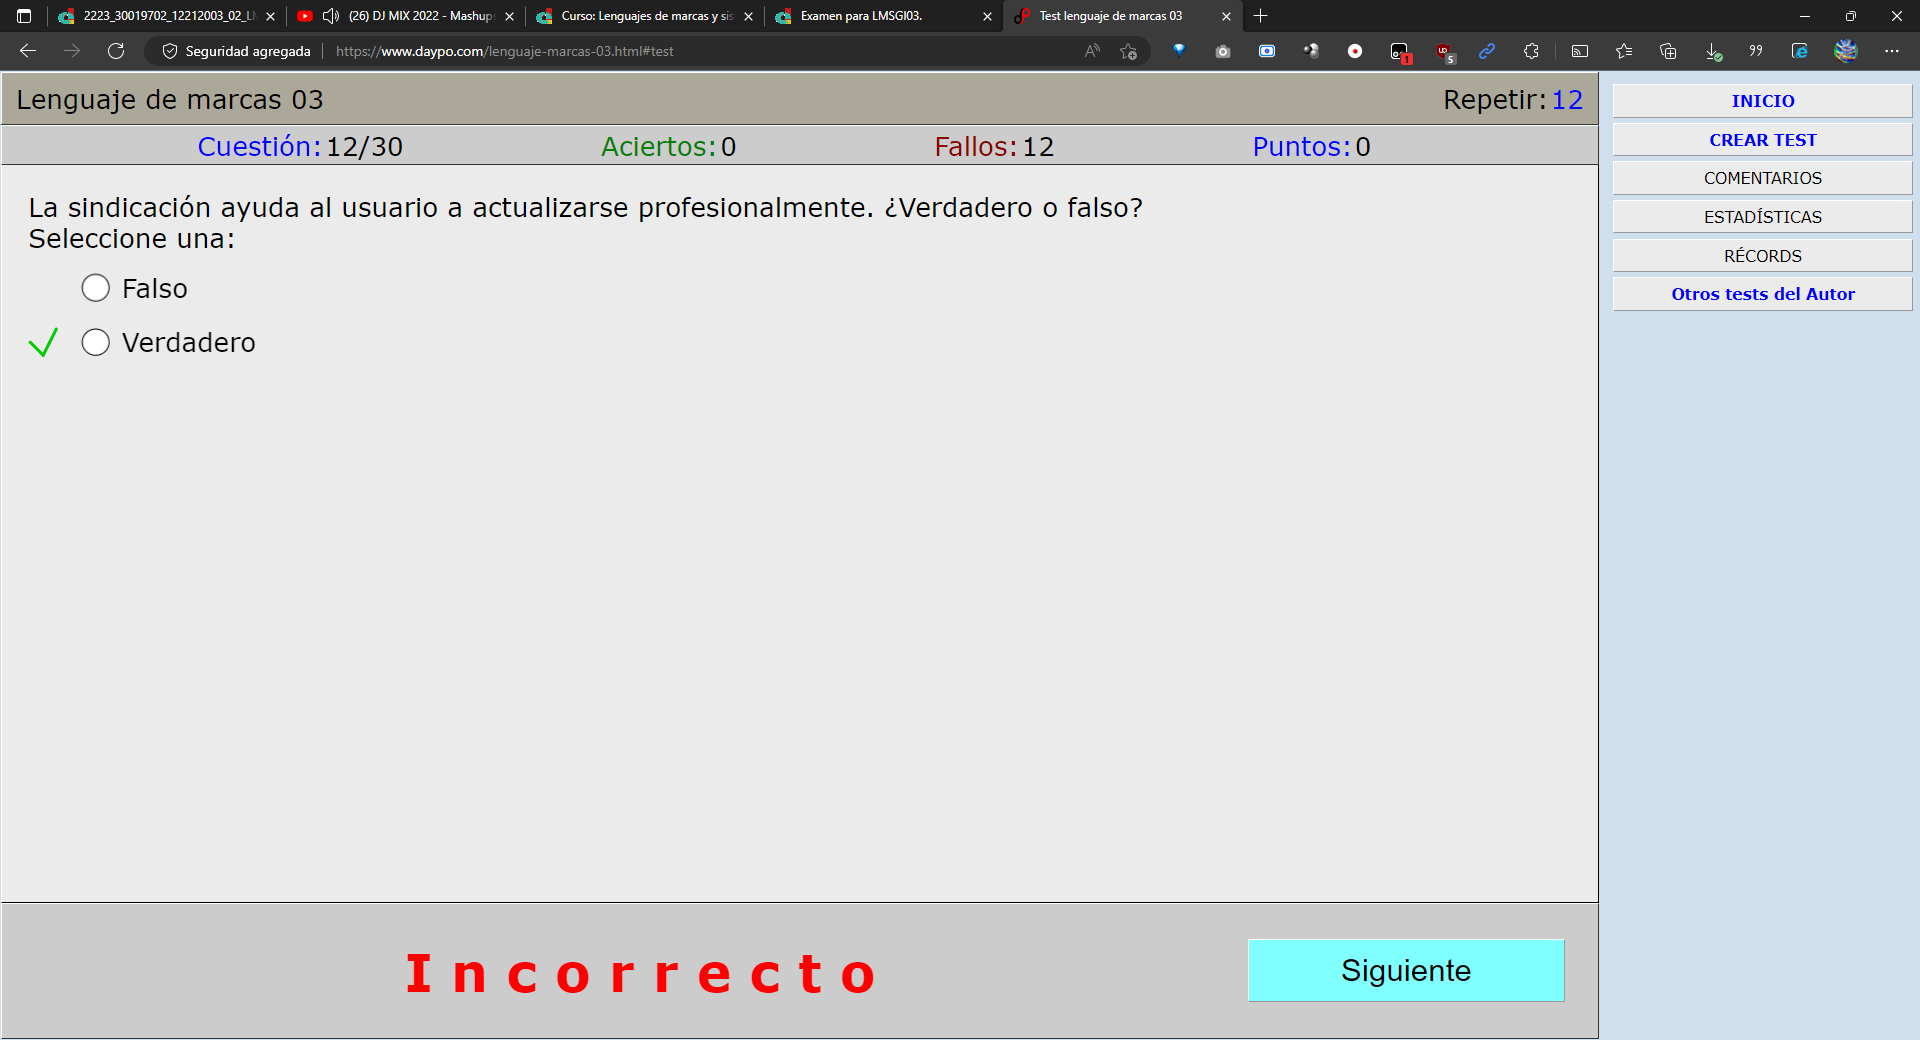 2223_30019702_12212003_02_L
(26) DJ MIX 2022 - Mashup
Curso: Lenguajes de marcas y sis
Examen para LMSGI03.
Test lenguaje de marcas 03
Seguridad agregada
https://www.daypo.com/lenguaje-marcas-03.html#test
1
5
Lenguaje de marcas 03
Repetir: 12
Cuestión: 12/30
Aciertos: 0
Fallos: 12
Puntos: 0
La sindicación ayuda al usuario a actualizarse profesionalmente. ¿Verdadero o falso?
Seleccione una:
Falso
Verdadero
Incorrecto
Siguiente
INICIO
CREAR TEST
COMENTARIOS
ESTADÍSTICAS
RÉCORDS
Otros tests del Autor